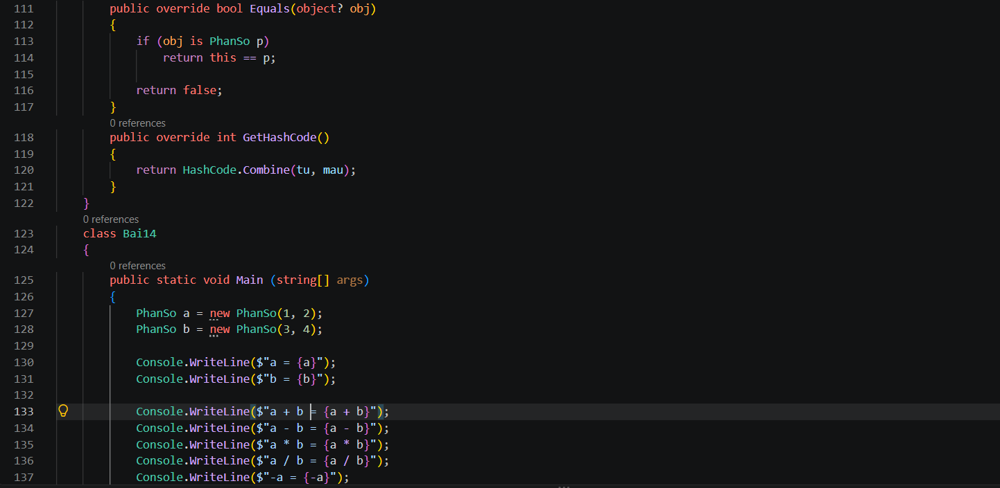 111 public override bool Equals(object? obj)
112 {
113 if (obj is PhanSo p)
114 return this == p;
115
116 return false;
117 }
0 references
118 public override int GetHashCode()
119 {
120 return HashCode.Combine(tu, mau);
121 }
122 }
0 references
123 class Bai14
124 {
0 references
125 public static void Main (string[] args)
126 {
127 PhanSo a = new PhanSo(1, 2);
128 PhanSo b = new PhanSo(3, 4);
129
130 Console.WriteLine($"a = {a}");
131 Console.WriteLine($"b = {b}");
132
133 Console.WriteLine($"a + b = {a + b}");
134 Console.WriteLine($"a - b = {a - b}");
135 Console.WriteLine($"a * b = {a * b}");
136 Console.WriteLine($"a / b = {a / b}");
137 Console.WriteLine($"-a = {-a}");